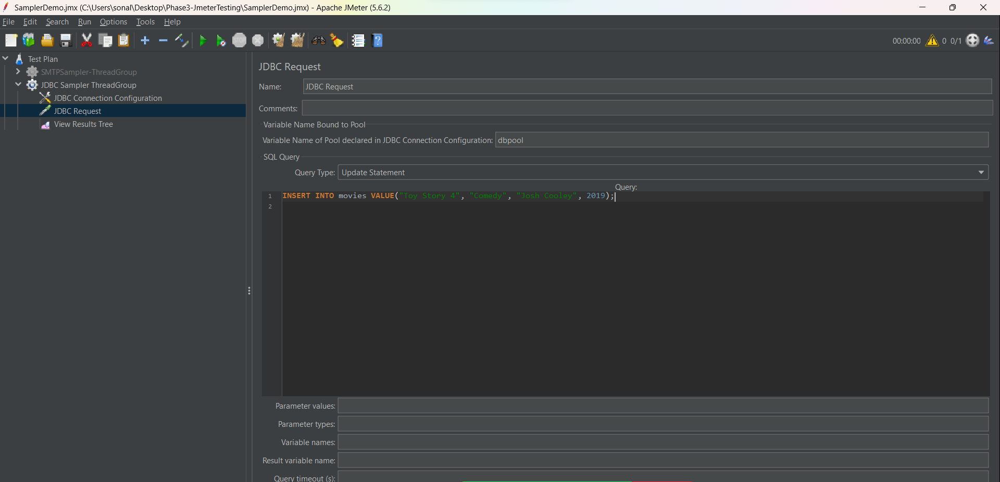 SamplerDemo.jmx (C:\Users\sonal\Desktop\Phase3-JmeterTesting\SamplerDemo.jmx) - Apache JMeter (5.6.2)
File Edit Search Run Options Tools Help
STOP
?
00:00:00 0 0/1
Test Plan
SMTPSampler-ThreadGroup
JDBC Sampler ThreadGroup
JDBC Connection Configuration
JDBC Request
View Results Tree
JDBC Request
Name: JDBC Request
Comments:
Variable Name Bound to Pool
Variable Name of Pool declared in JDBC Connection Configuration: dbpool
SQL Query
Query Type: Update Statement
Query:
1 INSERT INTO movies VALUE("Toy Story 4", "Comedy", "Josh Cooley", 2019);
2
Parameter values:
Parameter types:
Variable names:
Result variable name:
Query timeout (s):